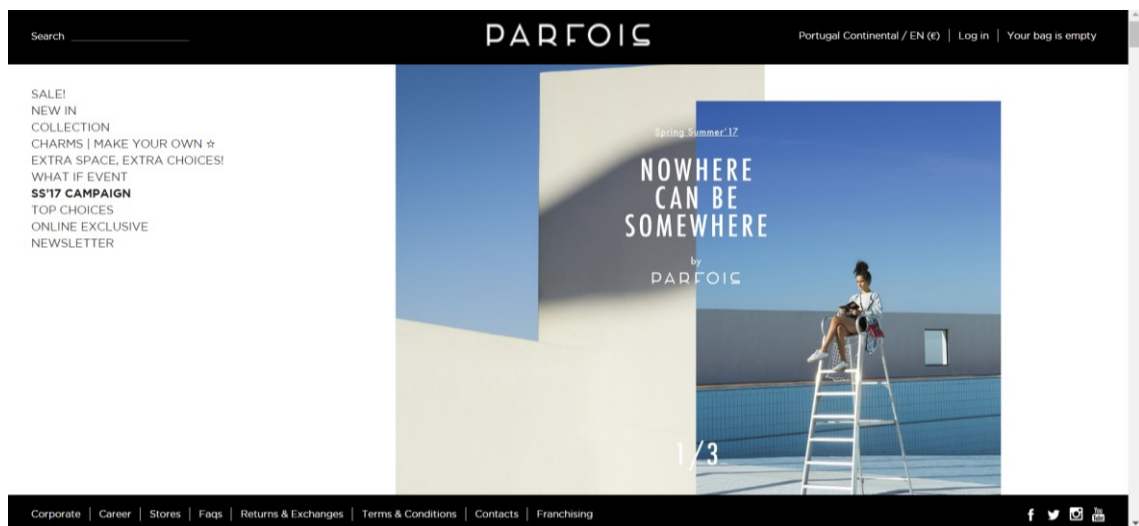 Search
PARFOIS
Portugal Continental / EN (€) | Log in | Your bag is empty
SALE!
NEW IN
COLLECTION
CHARMS | MAKE YOUR OWN ☆
EXTRA SPACE, EXTRA CHOICES!
WHAT IF EVENT
SS'17 CAMPAIGN
TOP CHOICES
ONLINE EXCLUSIVE
NEWSLETTER
Spring Summer'17
NOWHERE
CAN BE
SOMEWHERE
by
PARFOIS
1/3
Corporate | Career | Stores | Faqs | Returns & Exchanges | Terms & Conditions | Contacts | Franchising
You Tube